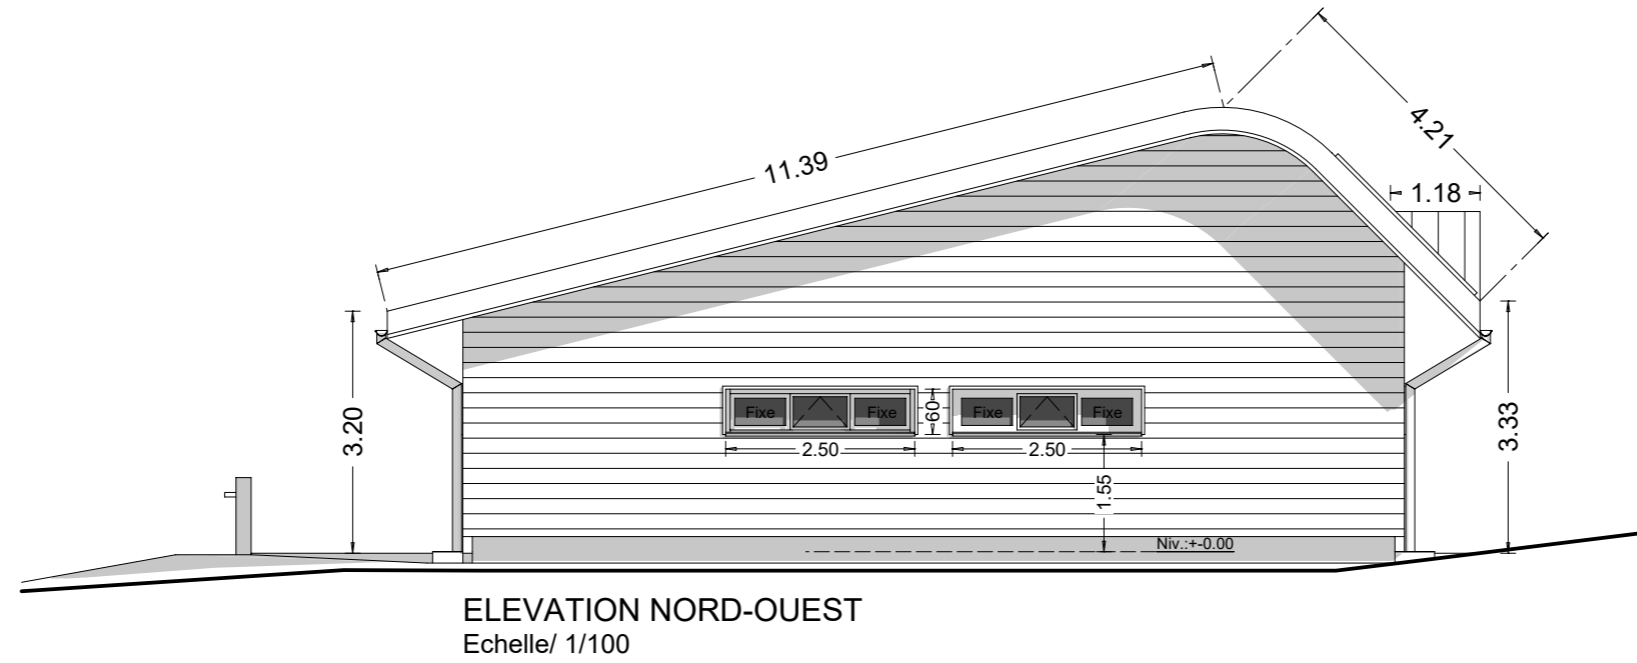 4.21
11.39
1.18
3.20
Fixe
Fixe
60
Fixe
Fixe
3.33
2.50
2.50
1.55
Niv.:+-0.00
ELEVATION NORD-OUEST
Echelle/ 1/100